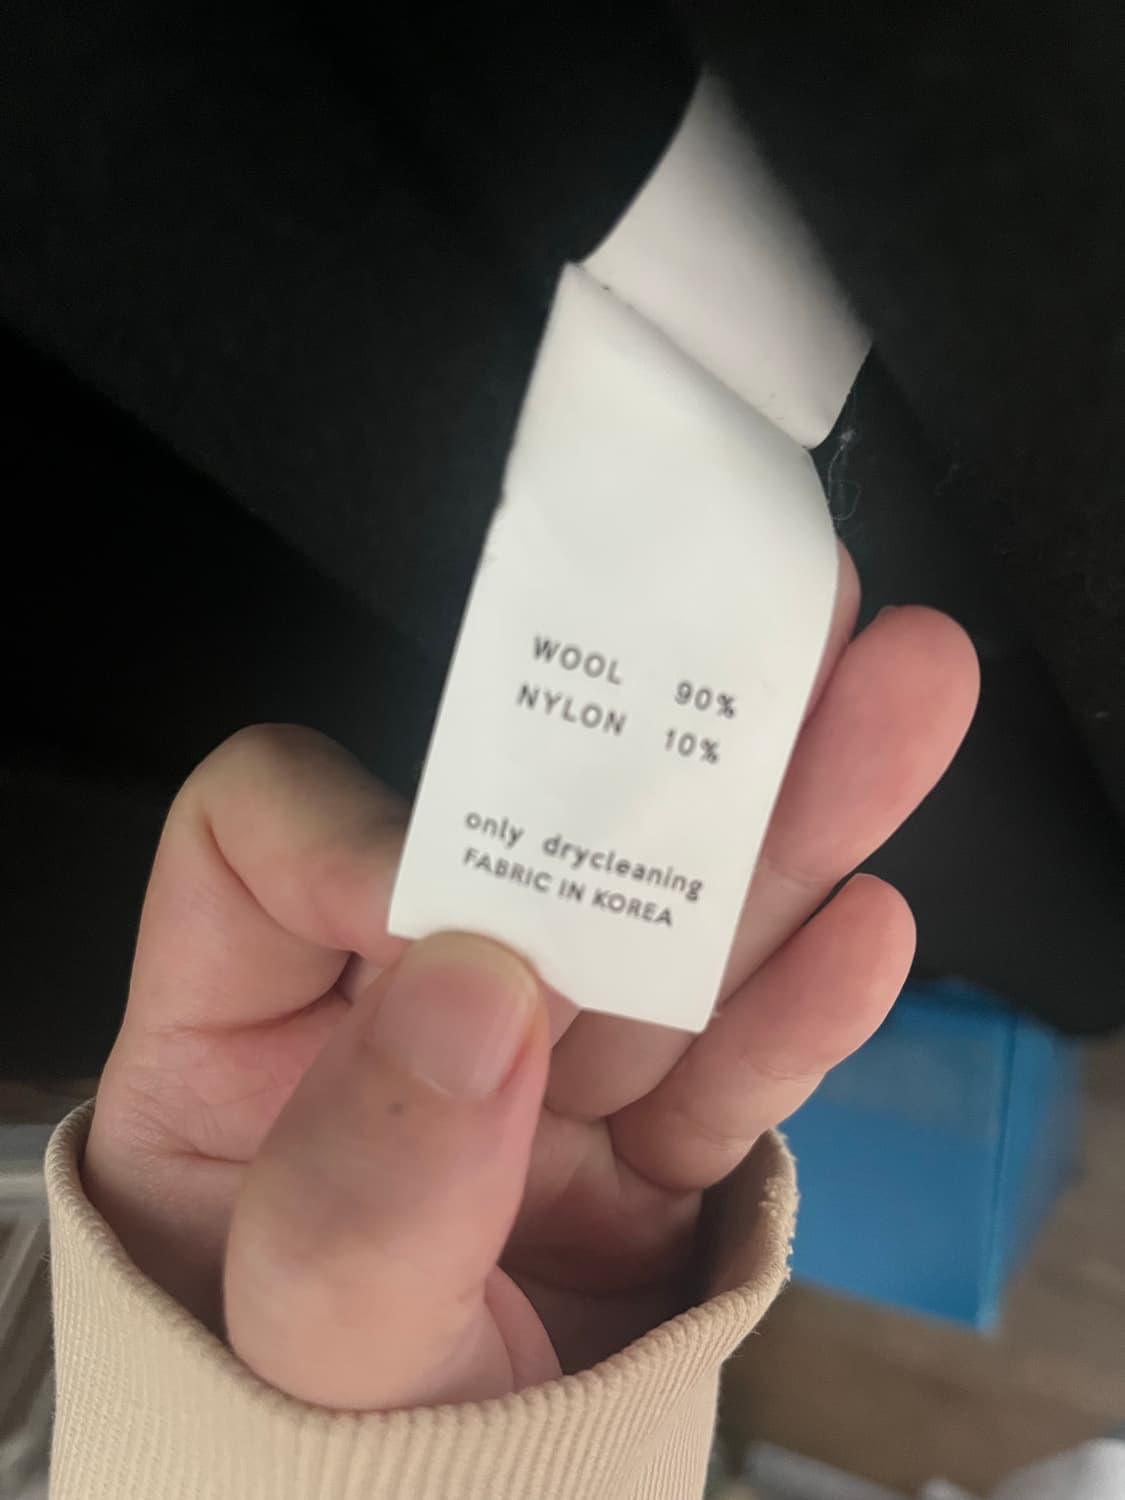 WOOL 90%
NYLON 10%
only drycleaning
FABRIC IN KOREA